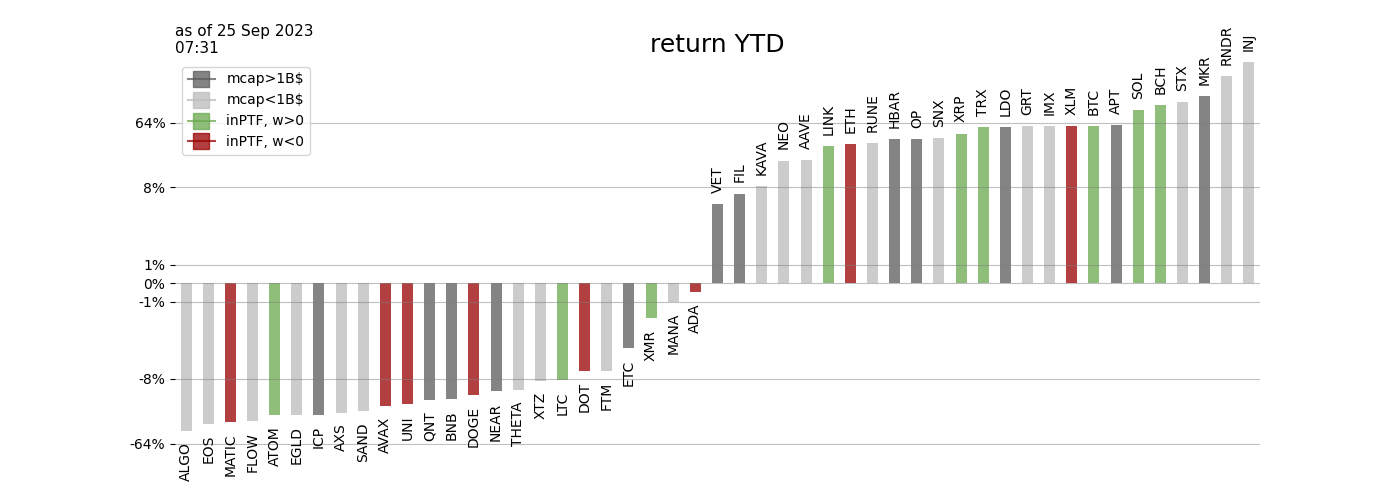 as of 25 Sep 2023
07:31
return YTD
mcap>1B$
mcap<1B$
inPTF, w>0
inPTF, w<0
64%
8%
1%
0%
-1%
-8%
-64%
ALGO
EOS
MATIC
FLOW
ATOM
EGLD
ICP
AXS
SAND
AVAX
UNI
QNT
BNB
DOGE
NEAR
THETA
XTZ
LTC
DOT
FTM
ETC
XMR
MANA
ADA
VET
FIL
KAVA
NEO
AAVE
LINK
ETH
RUNE
HBAR
OP
SNX
XRP
TRX
LDO
GRT
IMX
XLM
BTC
APT
SOL
BCH
STX
MKR
RNDR
INJ